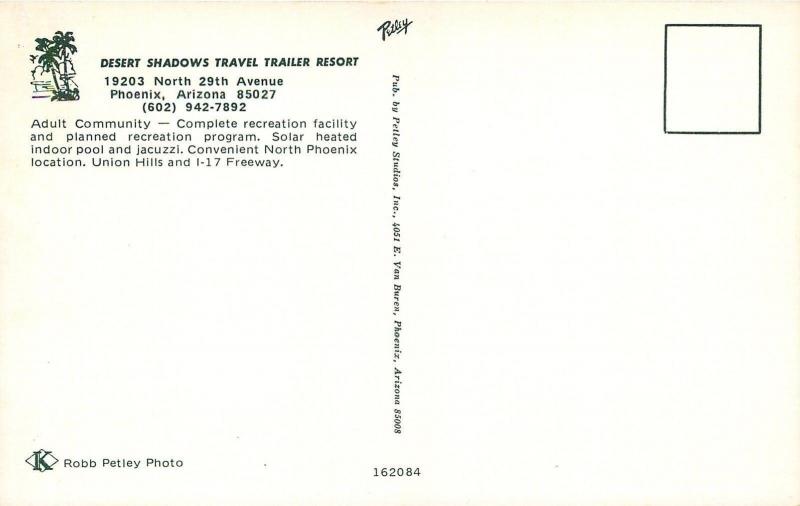 Petley
DESERT SHADOWS TRAVEL TRAILER RESORT
19203 North 29th Avenue
Phoenix, Arizona 85027
(602) 942-7892
Adult Community — Complete recreation facility
and planned recreation program. Solar heated
indoor pool and jacuzzi. Convenient North Phoenix
location. Union Hills and I-17 Freeway.
Pub. by Petley Studios, Inc., 4051 E. Van Buren, Phoenix, Arizona 85008
K Robb Petley Photo
162084